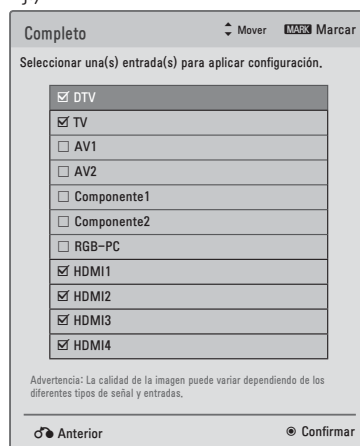 Completo Mover MARK Marcar
Seleccionar una(s) entrada(s) para aplicar configuración.
☑ DTV
☑ TV
☐ AV1
☐ AV2
☐ Componente1
☐ Componente2
☐ RGB-PC
☑ HDMI1
☑ HDMI2
☑ HDMI3
☑ HDMI4
Advertencia: La calidad de la imagen puede variar dependiendo de los
diferentes tipos de señal y entradas.
Anterior Confirmar